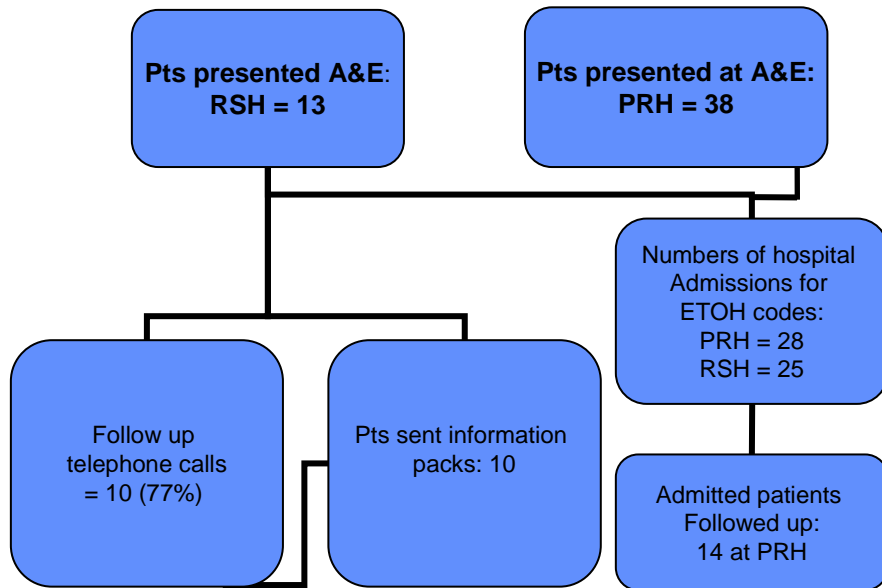 Pts presented A&E:
RSH = 13
Pts presented at A&E:
PRH = 38
Numbers of hospital
Admissions for
ETOH codes:
PRH = 28
RSH = 25
Follow up
telephone calls
= 10 (77%)
Pts sent information
packs: 10
Admitted patients
Followed up:
14 at PRH